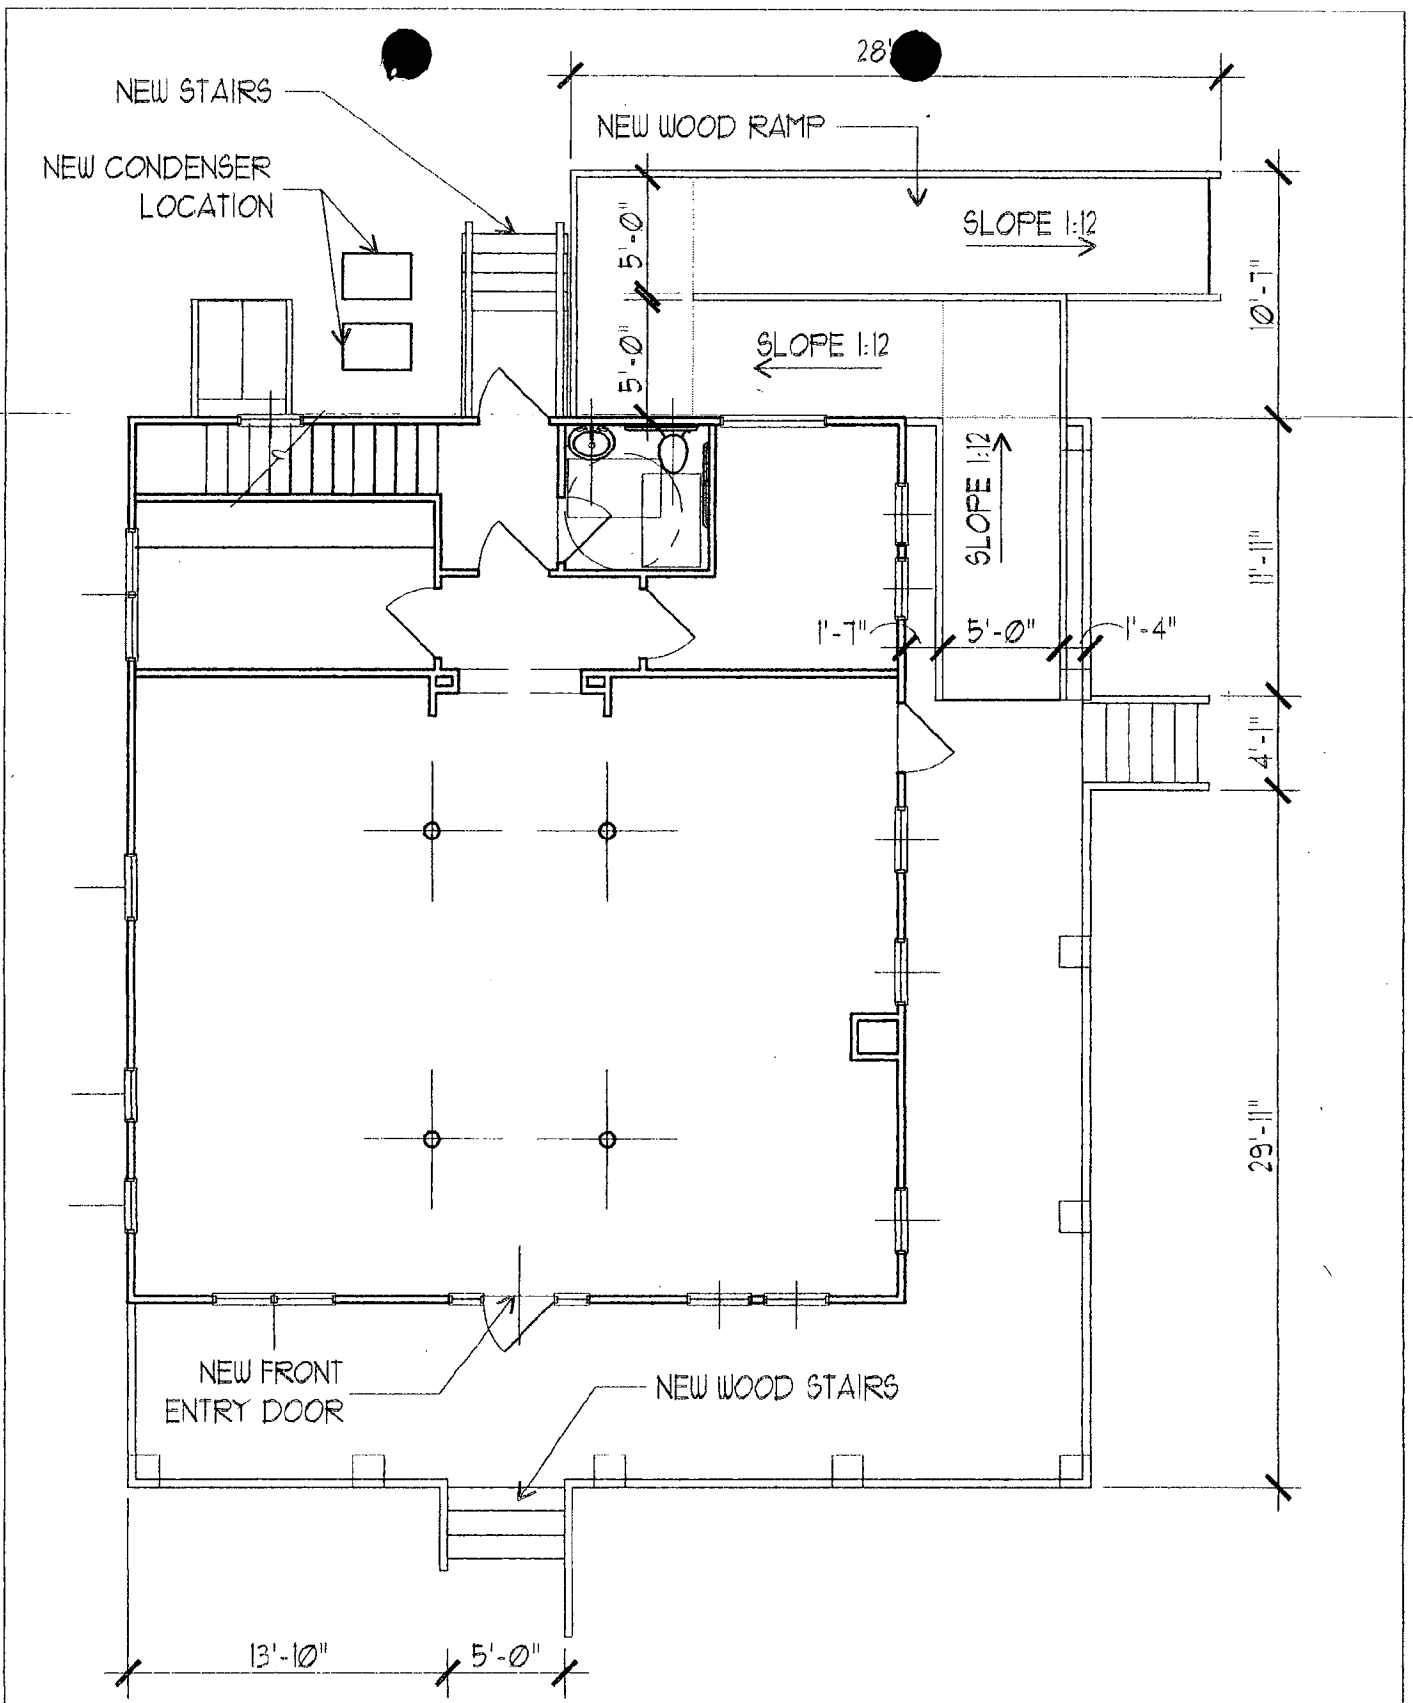 28'
NEW STAIRS
NEW WOOD RAMP
NEW CONDENSER
LOCATION
SLOPE 1:12
5'-0"
10'-7"
SLOPE 1:12
5'-0"
SLOPE 1:12
11'-11"
1'-7"
5'-0"
1'-4"
4'-1"
29'-11"
NEW FRONT
ENTRY DOOR
NEW WOOD STAIRS
13'-10"
5'-0"